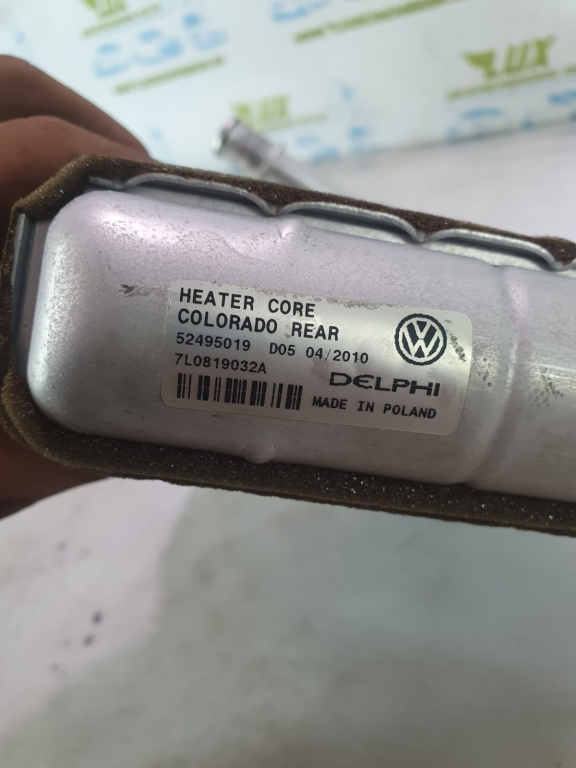 LUX
HEATER CORE
COLORADO REAR
52495019 D05 04/2010
7L0819032A
DELPHI
MADE IN POLAND